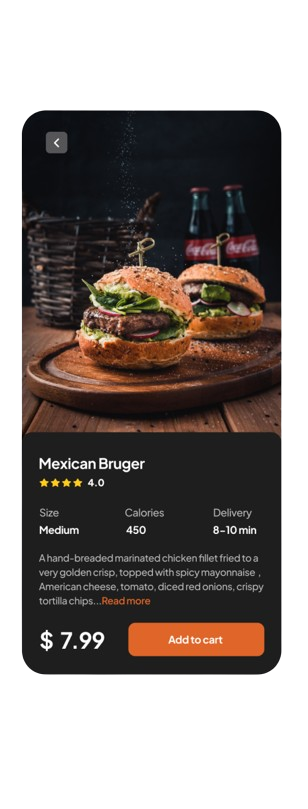 Coca-Cola
Mexican Bruger
4.0
Size Calories Delivery
Medium 450 8-10 min
A hand-breaded marinated chicken fillet fried to a
very golden crisp, topped with spicy mayonnaise ,
American cheese, tomato, diced red onions, crispy
tortilla chips...Read more
$ 7.99 Add to cart